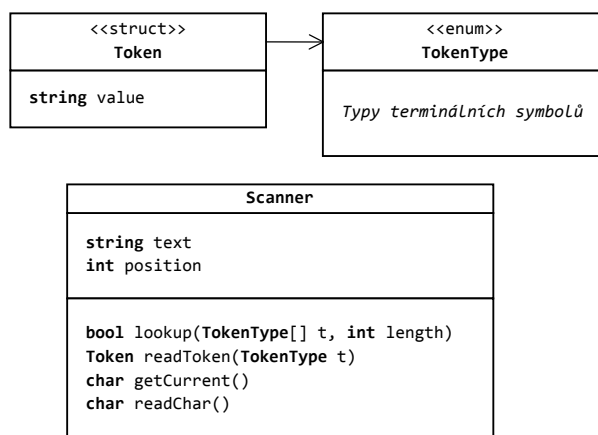 <<struct>>
Token
string value
<<enum>>
TokenType
Typy terminálních symbolů
Scanner
string text
int position
bool lookup(TokenType[] t, int length)
Token readToken(TokenType t)
char getCurrent()
char readChar()